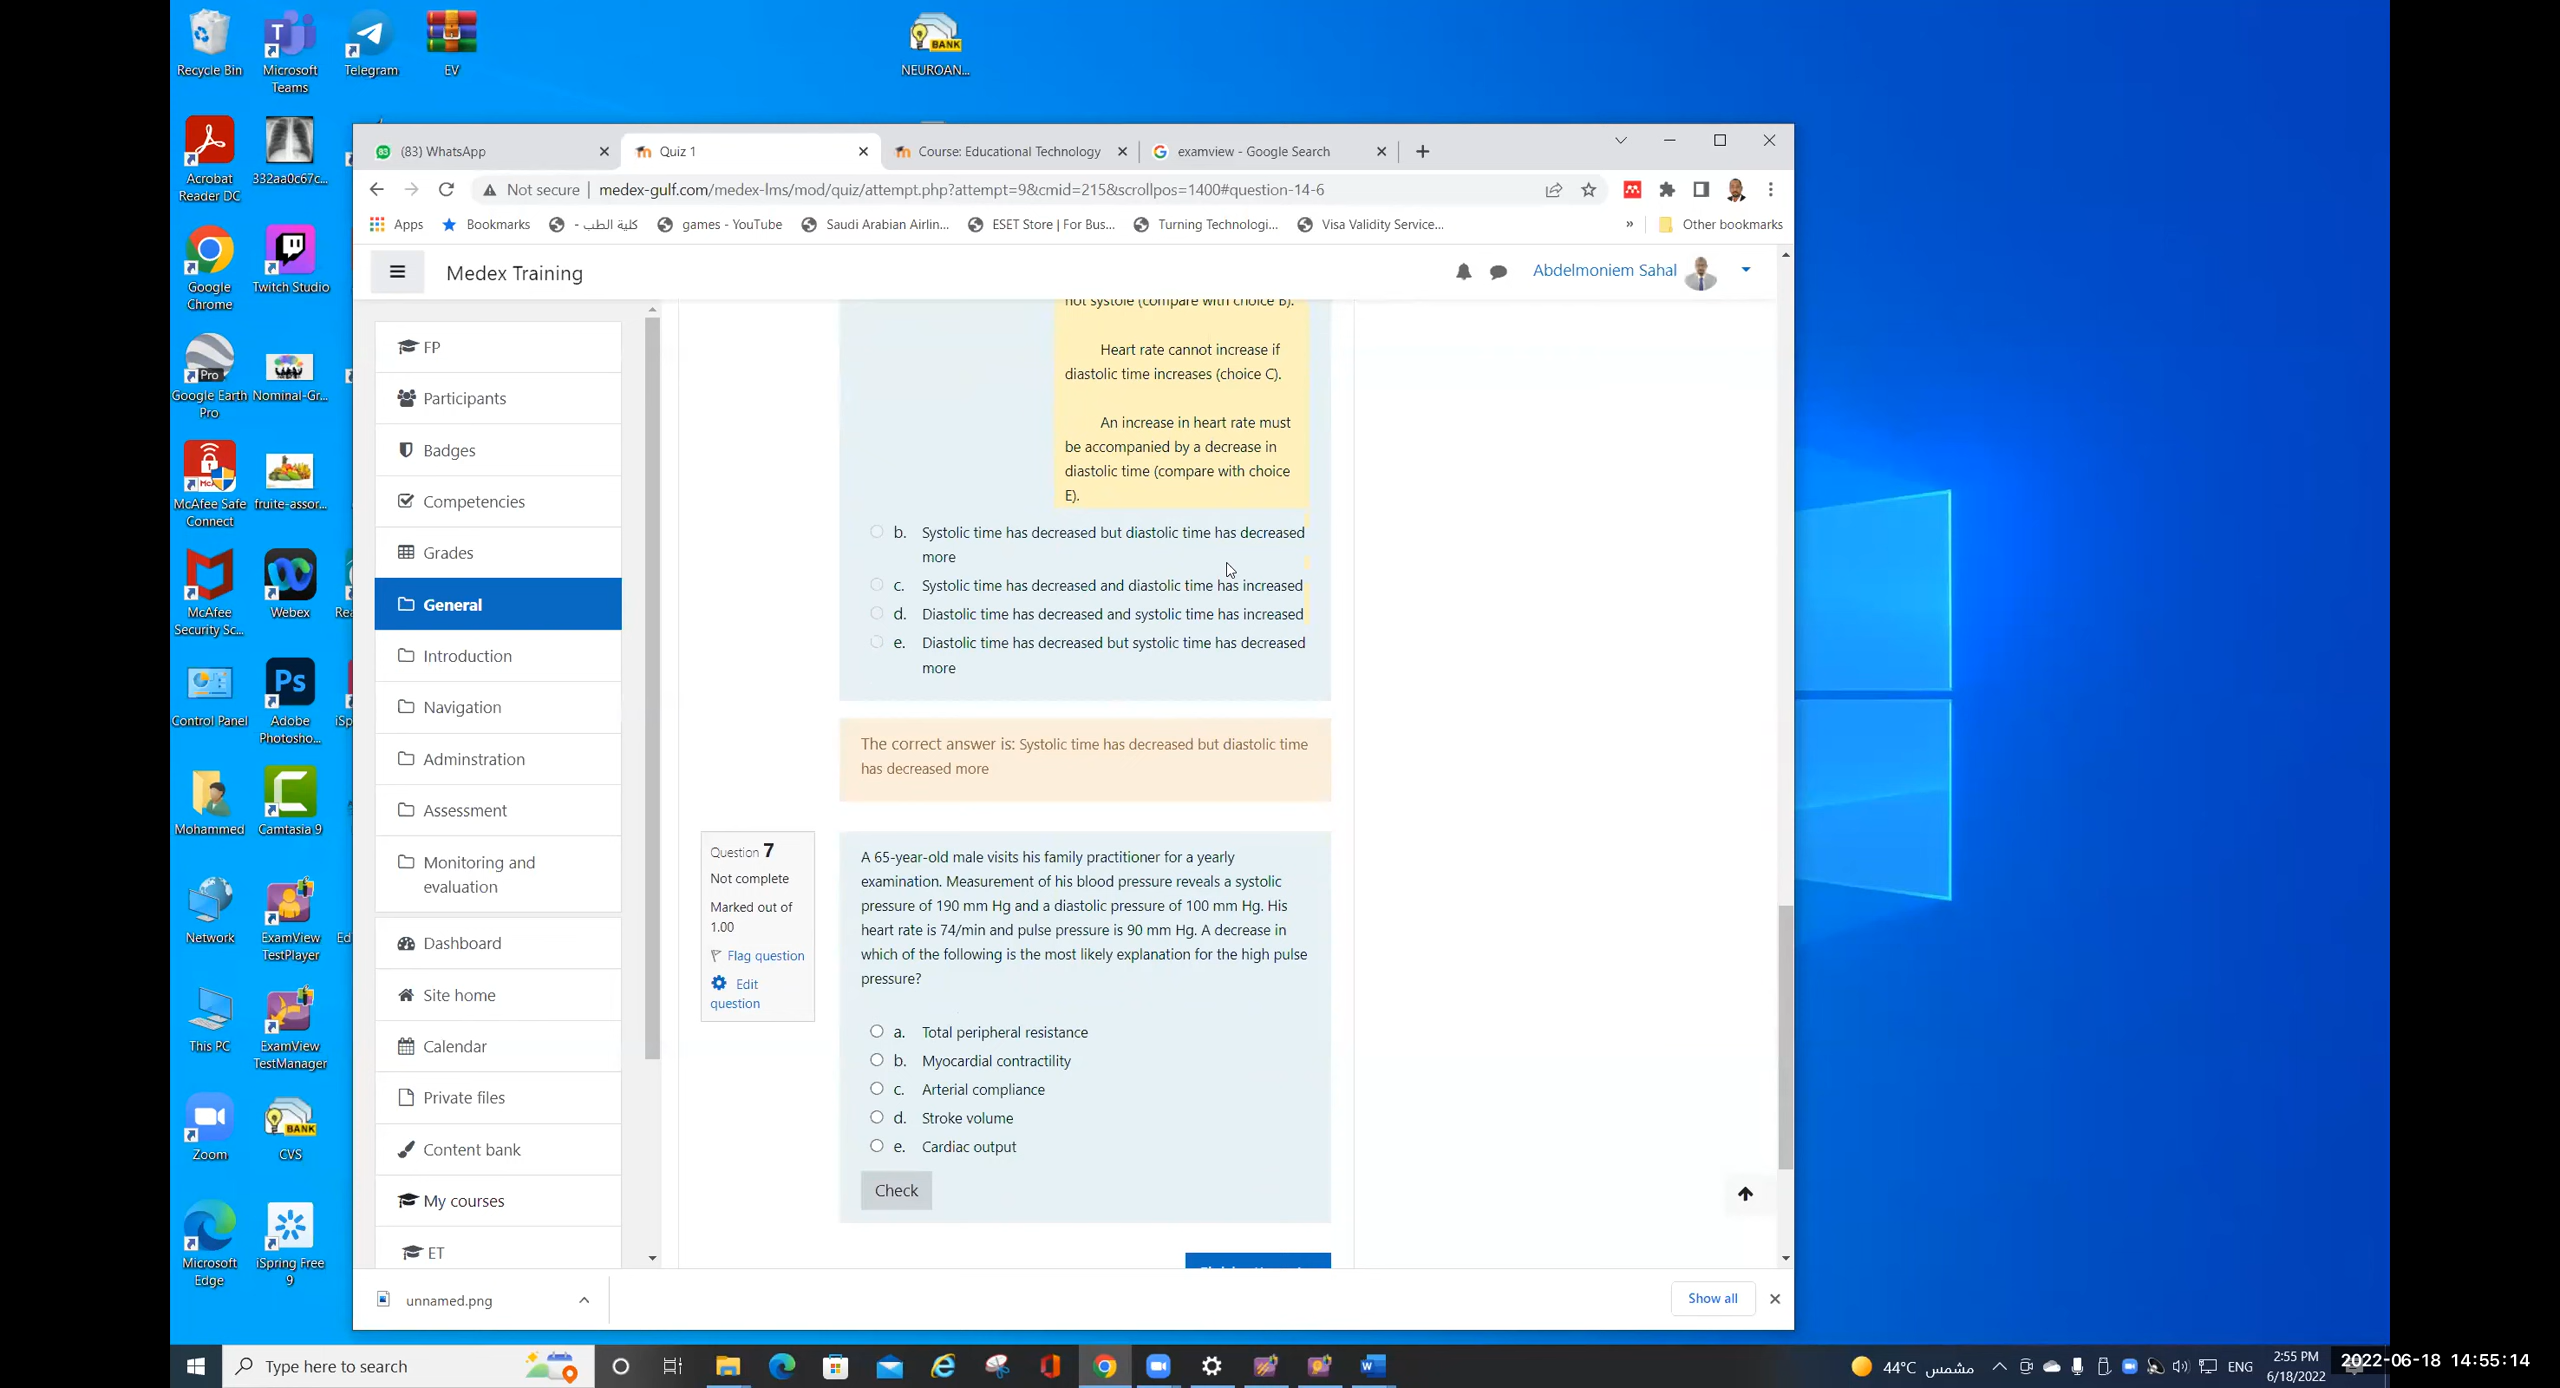 Recycle Bin
Microsoft
Teams
Telegram
EV
BANK
NEUROAN...
Acrobat
Reader DC
332aa0c67c...
Google
Chrome
Twitch Studio
Pro
Google Earth
Pro
Nominal-Gr...
McAfee Safe
Connect
fruite-assor...
McAfee
Security Sc...
Webex
Rea
Control Panel
Ps
Adobe
Photosho...
iSp
Mohammed
Camtasia 9
Network
ExamView
TestPlayer
Ed
This PC
ExamView
TestManager
Zoom
BANK
CVS
Microsoft
Edge
iSpring Free
9
83
(83) WhatsApp
Quiz 1
Course: Educational Technology
examview - Google Search
Not secure | medex-gulf.com/medex-lms/mod/quiz/attempt.php?attempt=9&cmid=215&scrollpos=1400#question-14-6
Apps
Bookmarks
كلية الطب -
games - YouTube
Saudi Arabian Airlin...
ESET Store | For Bus...
Turning Technologi...
Visa Validity Service...
»
Other bookmarks
Medex Training
Abdelmoniem Sahal
FP
Participants
Badges
Competencies
Grades
General
Introduction
Navigation
Adminstration
Assessment
Monitoring and
evaluation
Dashboard
Site home
Calendar
Private files
Content bank
My courses
ET
not systole (compare with choice B).
Heart rate cannot increase if
diastolic time increases (choice C).
An increase in heart rate must
be accompanied by a decrease in
diastolic time (compare with choice
E).
b. Systolic time has decreased but diastolic time has decreased
more
c. Systolic time has decreased and diastolic time has increased
d. Diastolic time has decreased and systolic time has increased
e. Diastolic time has decreased but systolic time has decreased
more
The correct answer is: Systolic time has decreased but diastolic time
has decreased more
Question 7
Not complete
Marked out of
1.00
Flag question
Edit
question
A 65-year-old male visits his family practitioner for a yearly
examination. Measurement of his blood pressure reveals a systolic
pressure of 190 mm Hg and a diastolic pressure of 100 mm Hg. His
heart rate is 74/min and pulse pressure is 90 mm Hg. A decrease in
which of the following is the most likely explanation for the high pulse
pressure?
a. Total peripheral resistance
b. Myocardial contractility
c. Arterial compliance
d. Stroke volume
e. Cardiac output
Check
unnamed.png
Show all
Type here to search
44°C مشمس
ENG
2:55 PM
6/18/2022
2022-06-18 14:55:14